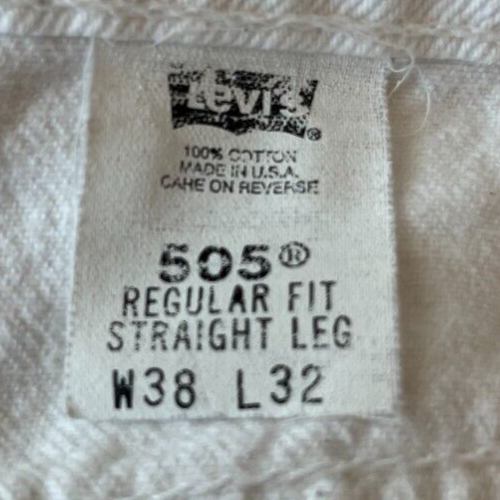 Levi's®
100% COTTON
MADE IN U.S.A.
CARE ON REVERSE
505®
REGULAR FIT
STRAIGHT LEG
W38 L32